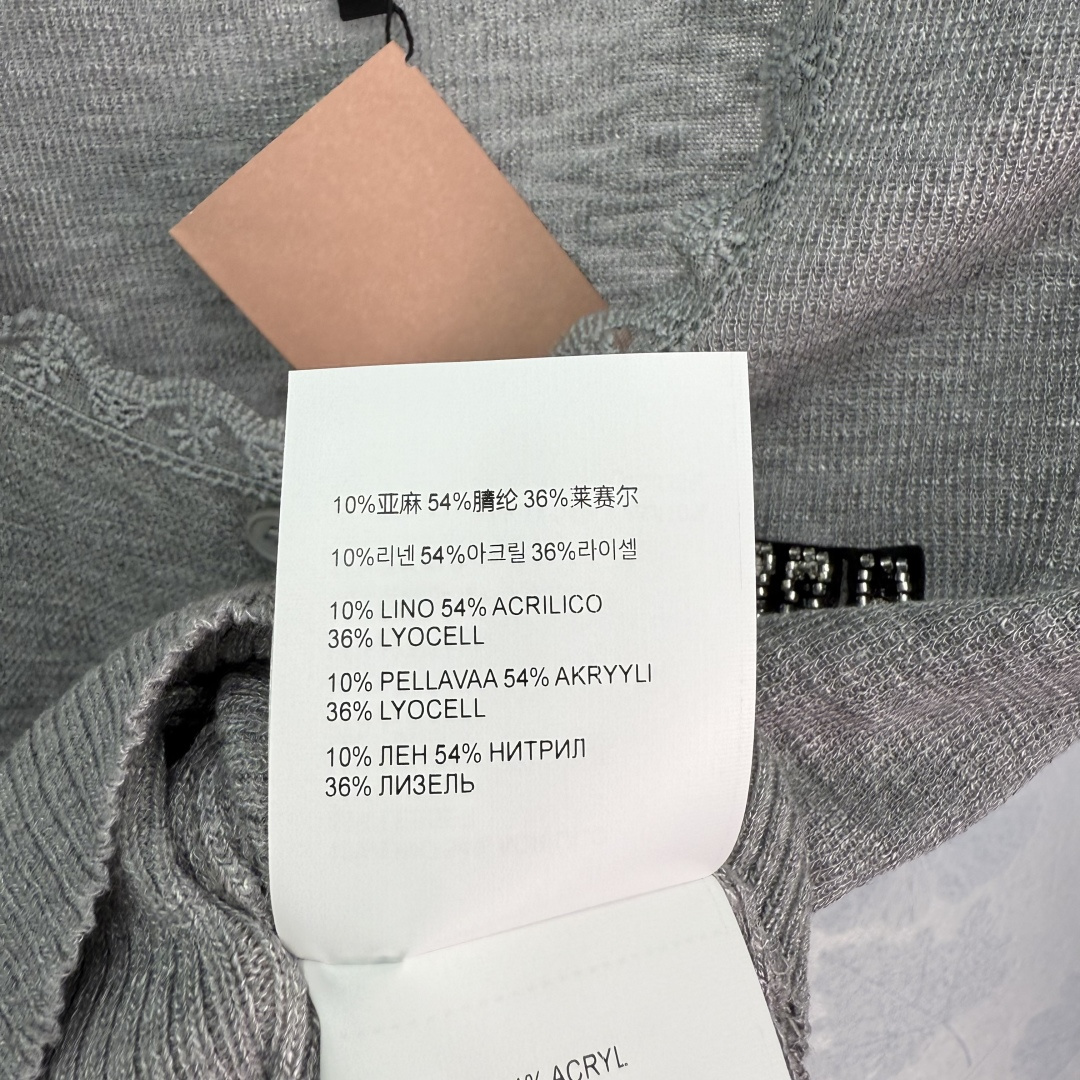 10%亚麻 54%腈纶 36%莱赛尔
10%리넨 54%아크릴 36%라이셀
10% LINO 54% ACRILICO
36% LYOCELL
10% PELLAVAA 54% AKRYYLI
36% LYOCELL
10% ЛЕН 54% НИТРИЛ
36% ЛИЗЕЛЬ
% ACRYL